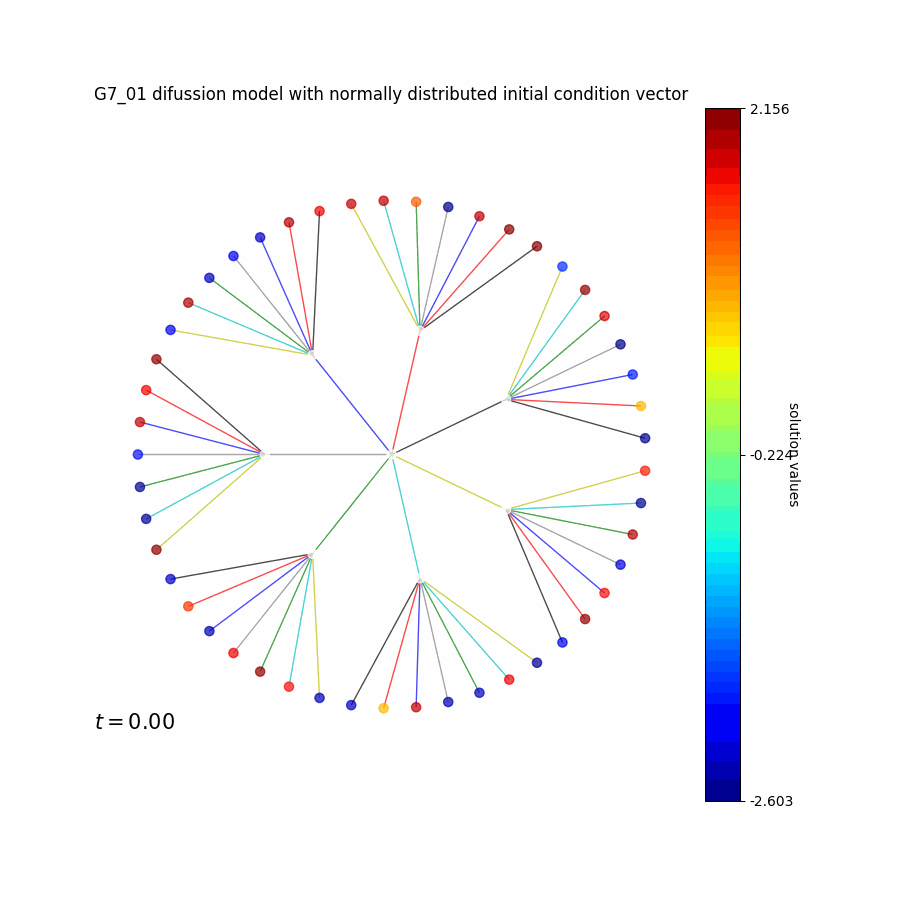 G7_01 difussion model with normally distributed initial condition vector
2.156
-0.224
solution values
-2.603
t = 0.00